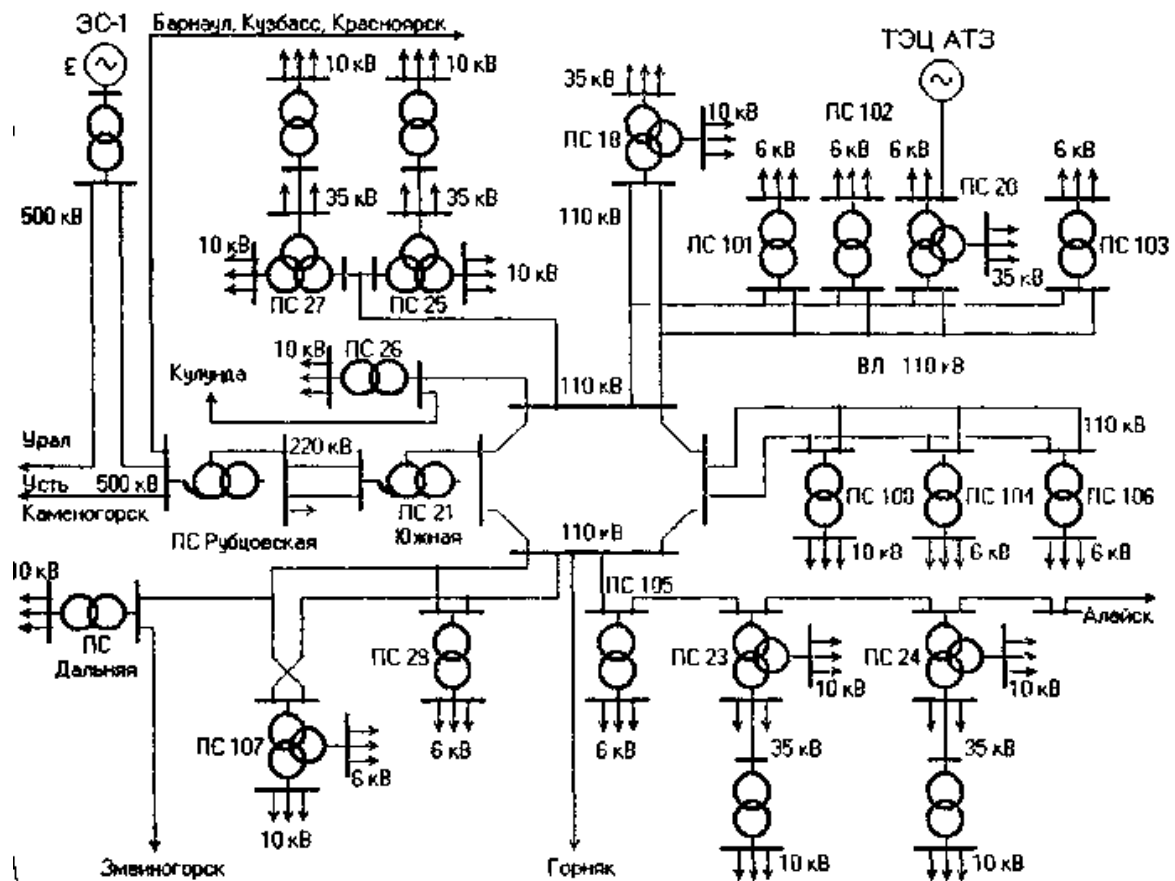 ЭС-1
Барнаул, Кузбасс, Красноярск
ТЭЦ АТЗ
E
10 кВ
10 кВ
35 кВ
10 кВ
ПС 102
ПС 18
6 кВ
6 кВ
6 кВ
6 кВ
ПС 20
500 кВ
35 кВ
35 кВ
110 кВ
110 кВ
ПС 101
ПС 103
10 кВ
10 кВ
35 кВ
ПС 27
ПС 25
10 кВ
ПС 26
ВЛ 110 кВ
Кулунда
110 кВ
110 кВ
Урал
220 кВ
Усть
500 кВ
Каменогорск
ПС 21
ПС 108
ПС 104
ПС 106
ПС Рубцовская
Южная
110 кВ
10 кВ
6 кВ
6 кВ
10 кВ
ПС 105
Алайск
ПС
Дальняя
ПС 29
ПС 23
ПС 24
10 кВ
10 кВ
ПС 107
6 кВ
6 кВ
6 кВ
35 кВ
35 кВ
10 кВ
Змеиногорск
Горняк
10 кВ
10 кВ